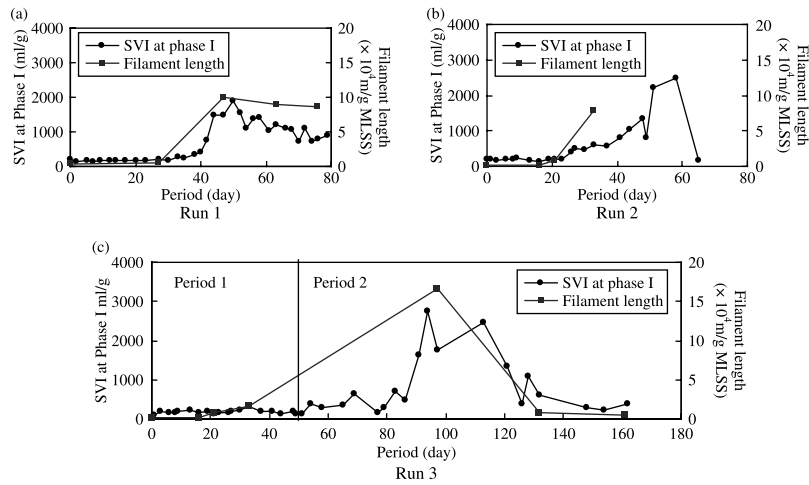 (a)
SVI at Phase I (ml/g)
4000
3000
2000
1000
0
SVI at phase I
Filament length
20
15
10
5
0
Filament length
(× 10⁴m/g MLSS)
0 20 40 60 80
Period (day)
Run 1
(b)
SVI at Phase I (ml/g)
4000
3000
2000
1000
0
SVI at phase I
Filament length
20
15
10
5
0
Filament length
(× 10⁴m/g MLSS)
0 20 40 60 80
Period (day)
Run 2
(c)
SVI at Phase I ml/g
4000
3000
2000
1000
0
Period 1
Period 2
SVI at phase I
Filament length
20
15
10
5
0
Filament length
(× 10⁴m/g MLSS)
0 20 40 60 80 100 120 140 160 180
Period (day)
Run 3